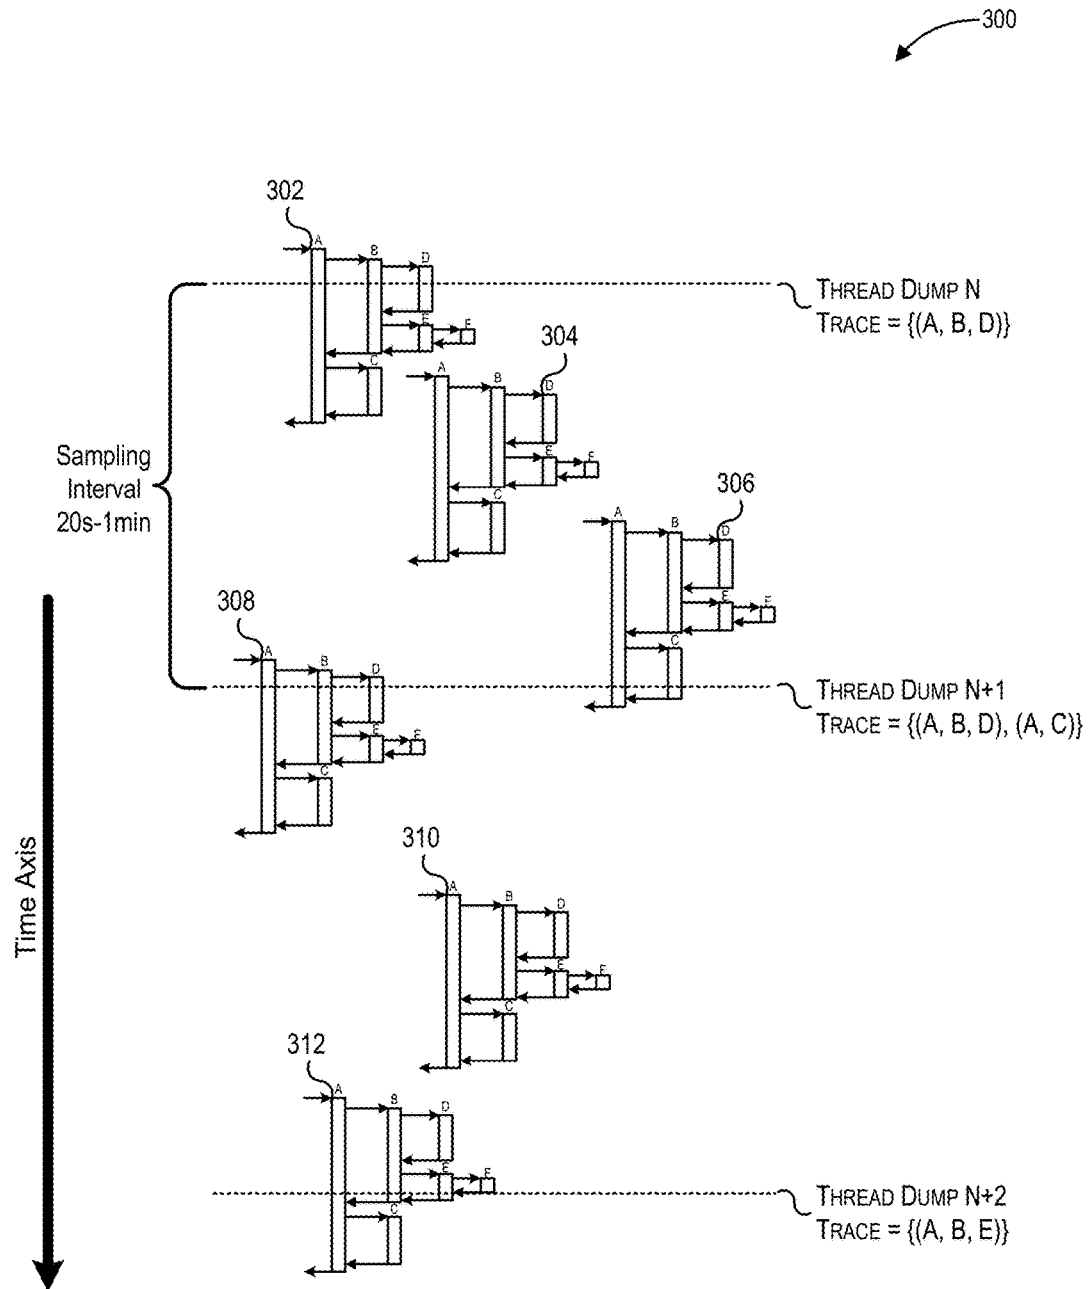 300
302
A
B
D
THREAD DUMP N
TRACE = {(A, B, D)}
E
F
C
304
A
B
D
E
F
C
Sampling
Interval
20s-1min
306
A
B
D
E
F
C
308
A
B
D
E
F
C
THREAD DUMP N+1
TRACE = {(A, B, D), (A, C)}
Time Axis
310
A
B
D
E
F
C
312
A
B
D
E
F
C
THREAD DUMP N+2
TRACE = {(A, B, E)}